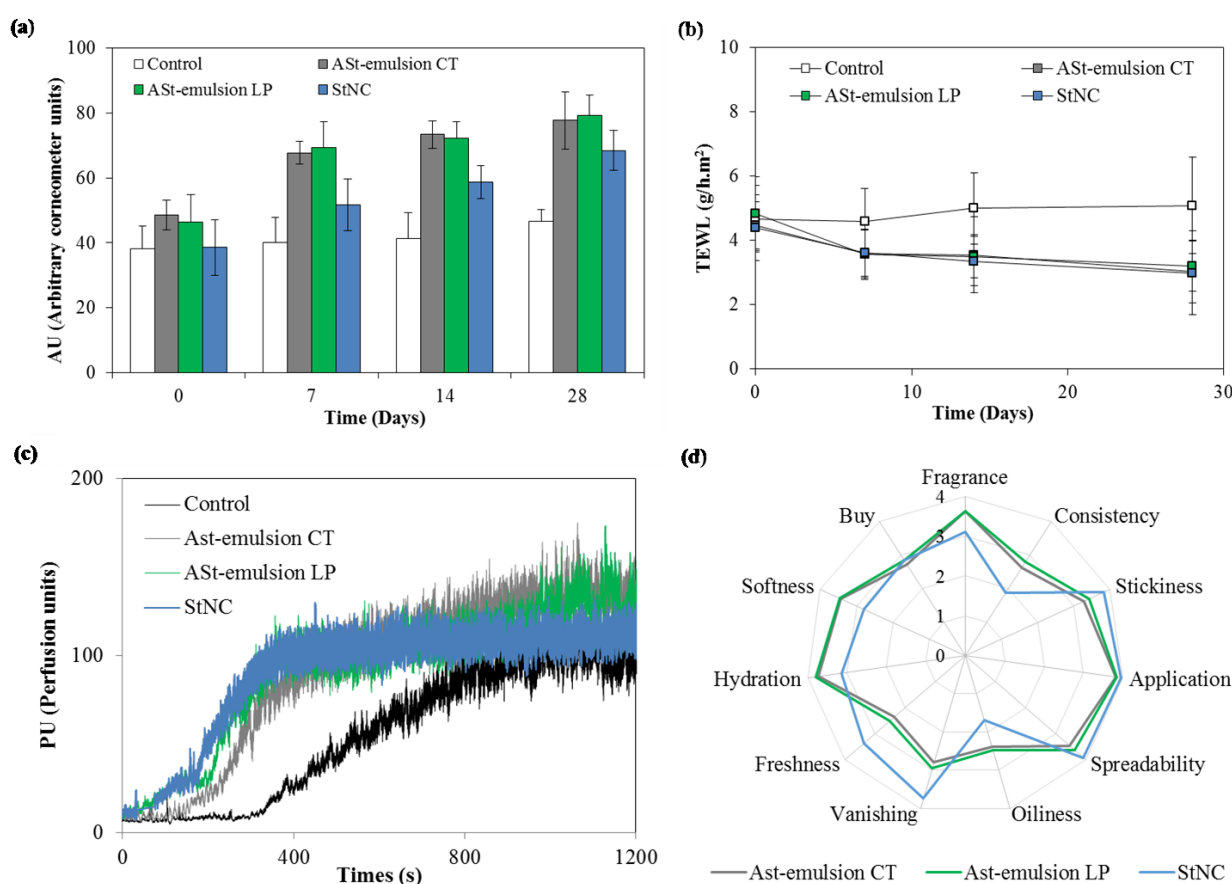 (a)
100
80
60
40
20
0
AU (Arbitrary corneometer units)
Control
ASt-emulsion CT
ASt-emulsion LP
StNC
0 7 14 28
Time (Days)
(b)
10
8
6
4
2
0
TEWL (g/h.m²)
Control
ASt-emulsion CT
ASt-emulsion LP
StNC
0 10 20 30
Time (Days)
(c)
200
100
0
PU (Perfusion units)
Control
Ast-emulsion CT
ASt-emulsion LP
StNC
0 400 800 1200
Times (s)
(d)
Fragrance
Consistency
Stickiness
Application
Spreadability
Oiliness
Vanishing
Freshness
Hydration
Softness
Buy
4
3
2
1
0
Ast-emulsion CT
Ast-emulsion LP
StNC